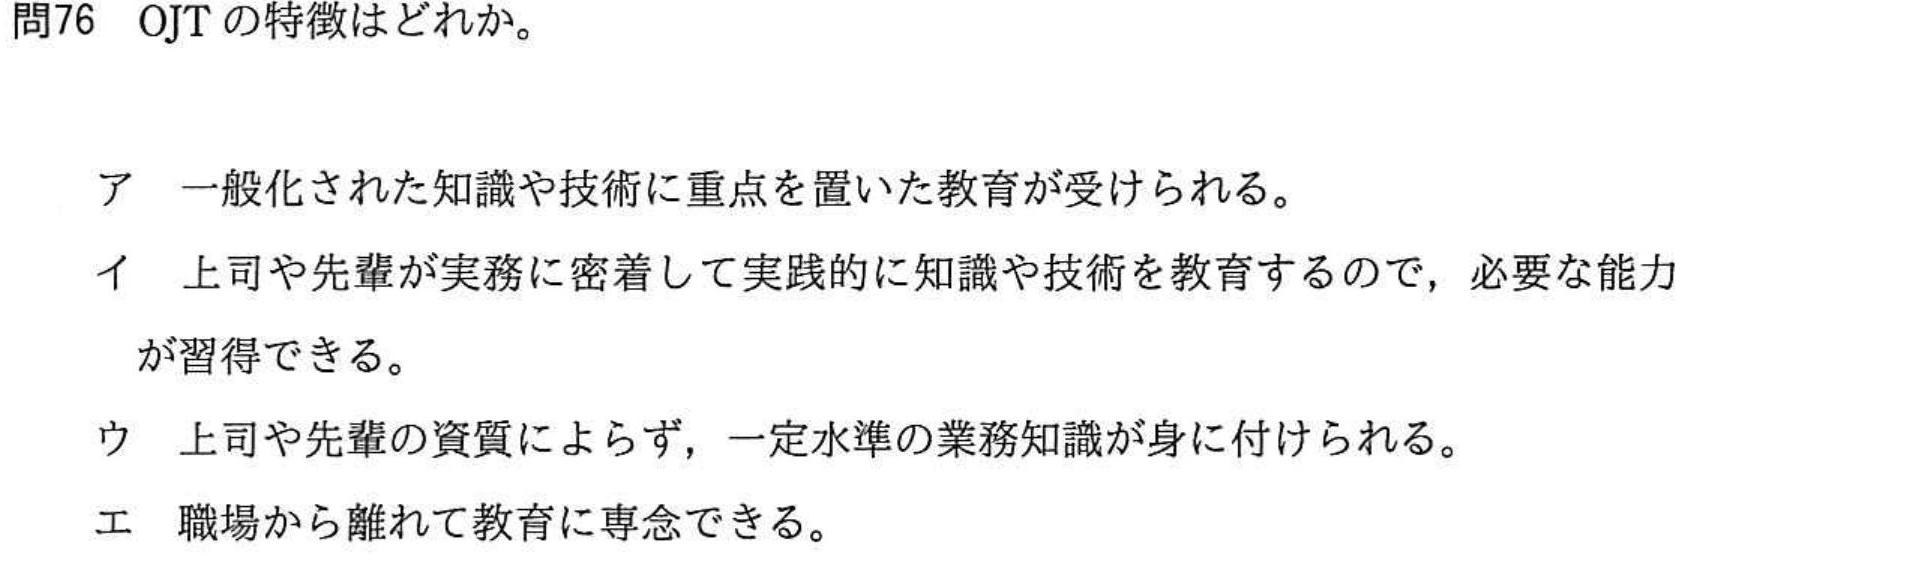 問76　OJT の特徴はどれか。
ア　一般化された知識や技術に重点を置いた教育が受けられる。
イ　上司や先輩が実務に密着して実践的に知識や技術を教育するので，必要な能力
が習得できる。
ウ　上司や先輩の資質によらず，一定水準の業務知識が身に付けられる。
エ　職場から離れて教育に専念できる。